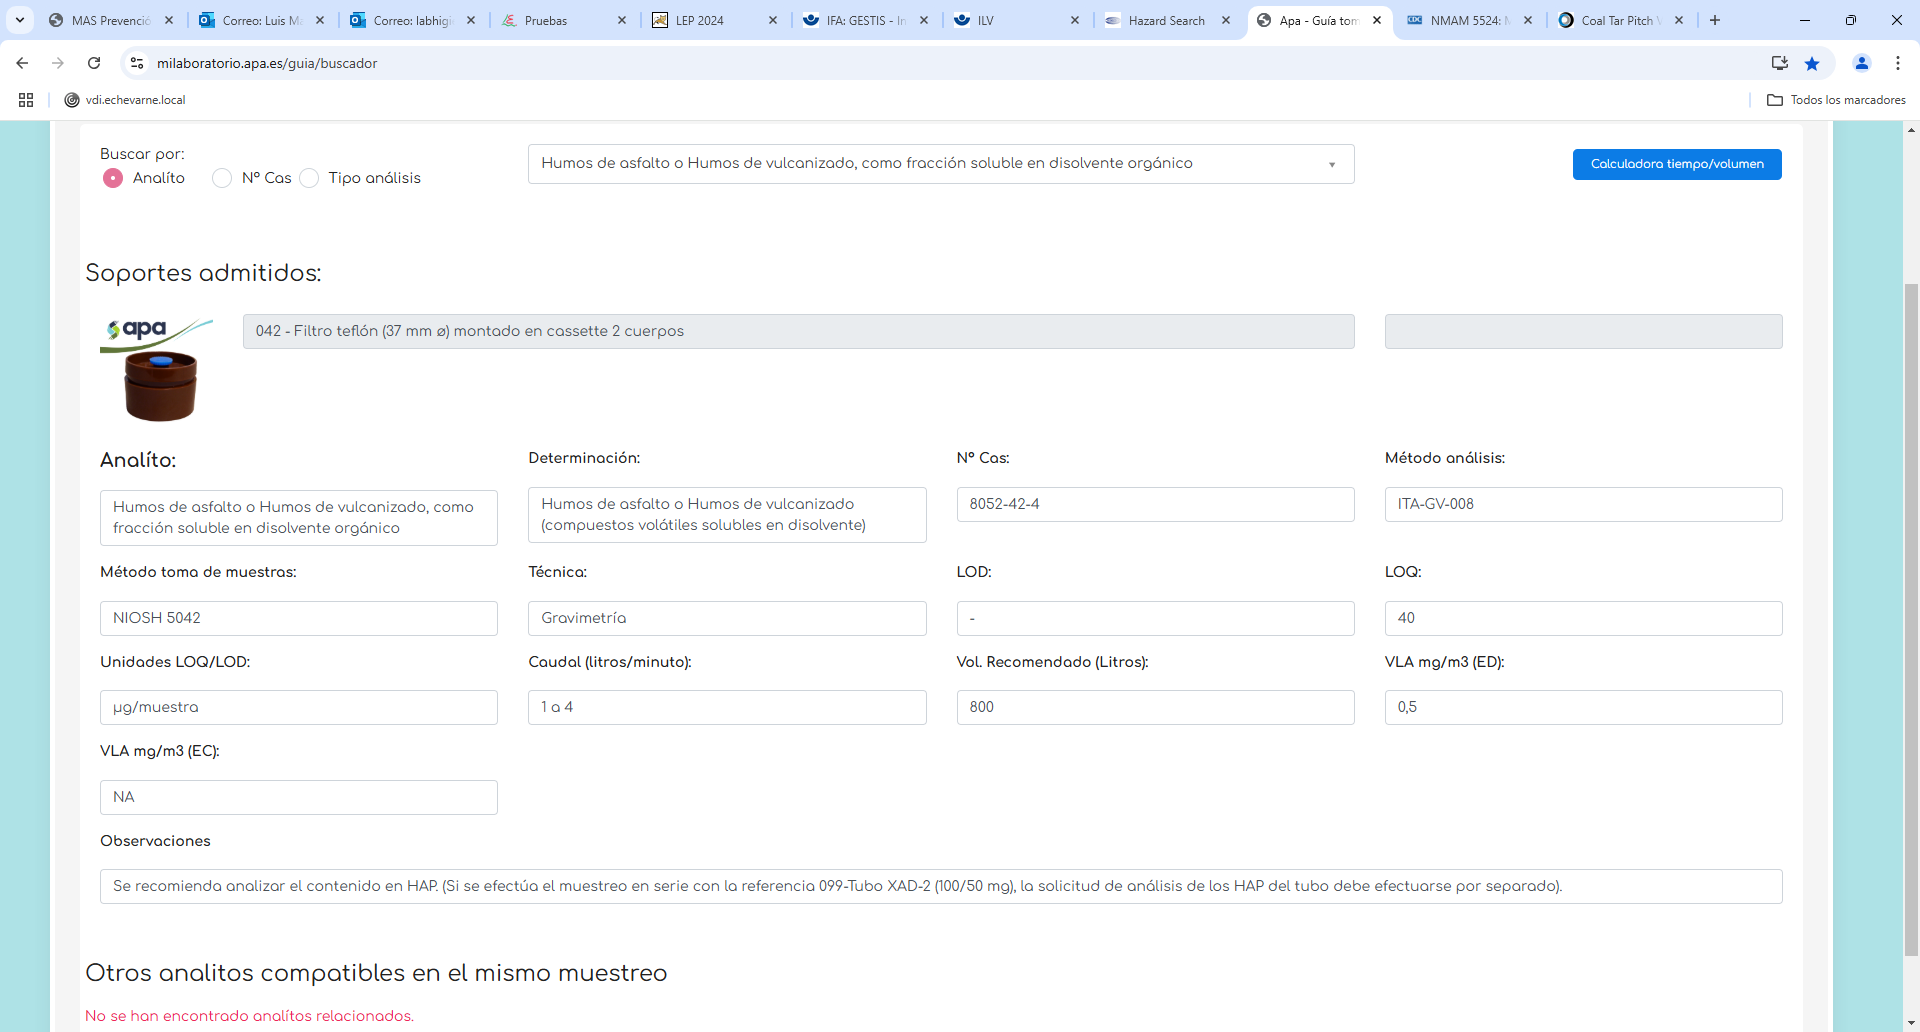 MAS Prevenció
Correo: Luis M
Correo: labhigi
Pruebas
LEP 2024
IFA: GESTIS - In
ILV
Hazard Search
Apa - Guía tom
NMAM 5524: M
Coal Tar Pitch V
milaboratorio.apa.es/guia/buscador
vdi.echevarne.local
Todos los marcadores
Buscar por:
Analíto
Nº Cas
Tipo análisis
Humos de asfalto o Humos de vulcanizado, como fracción soluble en disolvente orgánico
Calculadora tiempo/volumen
Soportes admitidos:
apa
042 - Filtro teflón (37 mm ⌀) montado en cassette 2 cuerpos
Analíto:
Determinación:
Nº Cas:
Método análisis:
Humos de asfalto o Humos de vulcanizado, como
fracción soluble en disolvente orgánico
Humos de asfalto o Humos de vulcanizado
(compuestos volátiles solubles en disolvente)
8052-42-4
ITA-GV-008
Método toma de muestras:
Técnica:
LOD:
LOQ:
NIOSH 5042
Gravimetría
-
40
Unidades LOQ/LOD:
Caudal (litros/minuto):
Vol. Recomendado (Litros):
VLA mg/m3 (ED):
µg/muestra
1 a 4
800
0,5
VLA mg/m3 (EC):
NA
Observaciones
Se recomienda analizar el contenido en HAP. (Si se efectúa el muestreo en serie con la referencia 099-Tubo XAD-2 (100/50 mg), la solicitud de análisis de los HAP del tubo debe efectuarse por separado).
Otros analitos compatibles en el mismo muestreo
No se han encontrado analítos relacionados.